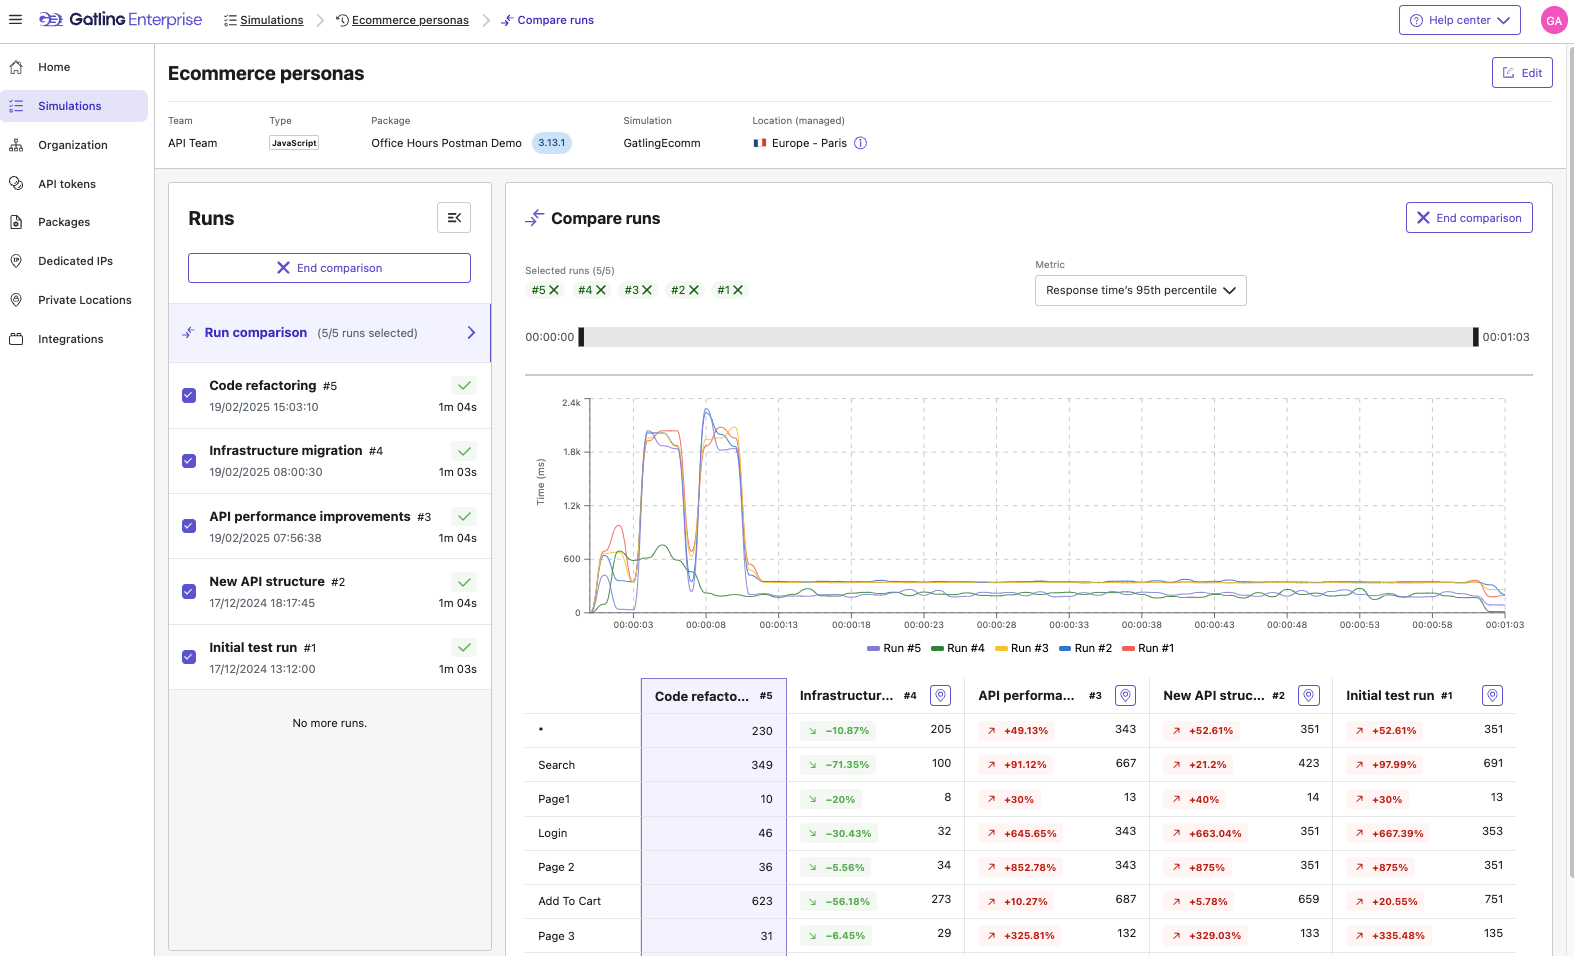 Gatling Enterprise
Simulations
Ecommerce personas
Compare runs
Help center
GA
Home
Simulations
Organization
API tokens
Packages
Dedicated IPs
Private Locations
Integrations
Ecommerce personas
Edit
Team
Type
Package
Simulation
Location (managed)
API Team
JavaScript
Office Hours Postman Demo 3.13.1
GatlingEcomm
Europe - Paris
Runs
End comparison
Run comparison (5/5 runs selected)
Code refactoring #5
19/02/2025 15:03:10 1m 04s
Infrastructure migration #4
19/02/2025 08:00:30 1m 03s
API performance improvements #3
19/02/2025 07:56:38 1m 04s
New API structure #2
17/12/2024 18:17:45 1m 04s
Initial test run #1
17/12/2024 13:12:00 1m 03s
No more runs.
Compare runs
End comparison
Selected runs (5/5)
#5 #4 #3 #2 #1
Metric
Response time's 95th percentile
00:00:00 00:01:03
Time (ms)
2.4k
1.8k
1.2k
600
0
00:00:03 00:00:08 00:00:13 00:00:18 00:00:23 00:00:28 00:00:33 00:00:38 00:00:43 00:00:48 00:00:53 00:00:58 00:01:03
Run #5 Run #4 Run #3 Run #2 Run #1
Code refacto... #5 Infrastructur... #4 API performa... #3 New API struc... #2 Initial test run #1
* 230 −10.87% 205 +49.13% 343 +52.61% 351 +52.61% 351
Search 349 −71.35% 100 +91.12% 667 +21.2% 423 +97.99% 691
Page1 10 −20% 8 +30% 13 +40% 14 +30% 13
Login 46 −30.43% 32 +645.65% 343 +663.04% 351 +667.39% 353
Page 2 36 −5.56% 34 +852.78% 343 +875% 351 +875% 351
Add To Cart 623 −56.18% 273 +10.27% 687 +5.78% 659 +20.55% 751
Page 3 31 −6.45% 29 +325.81% 132 +329.03% 133 +335.48% 135